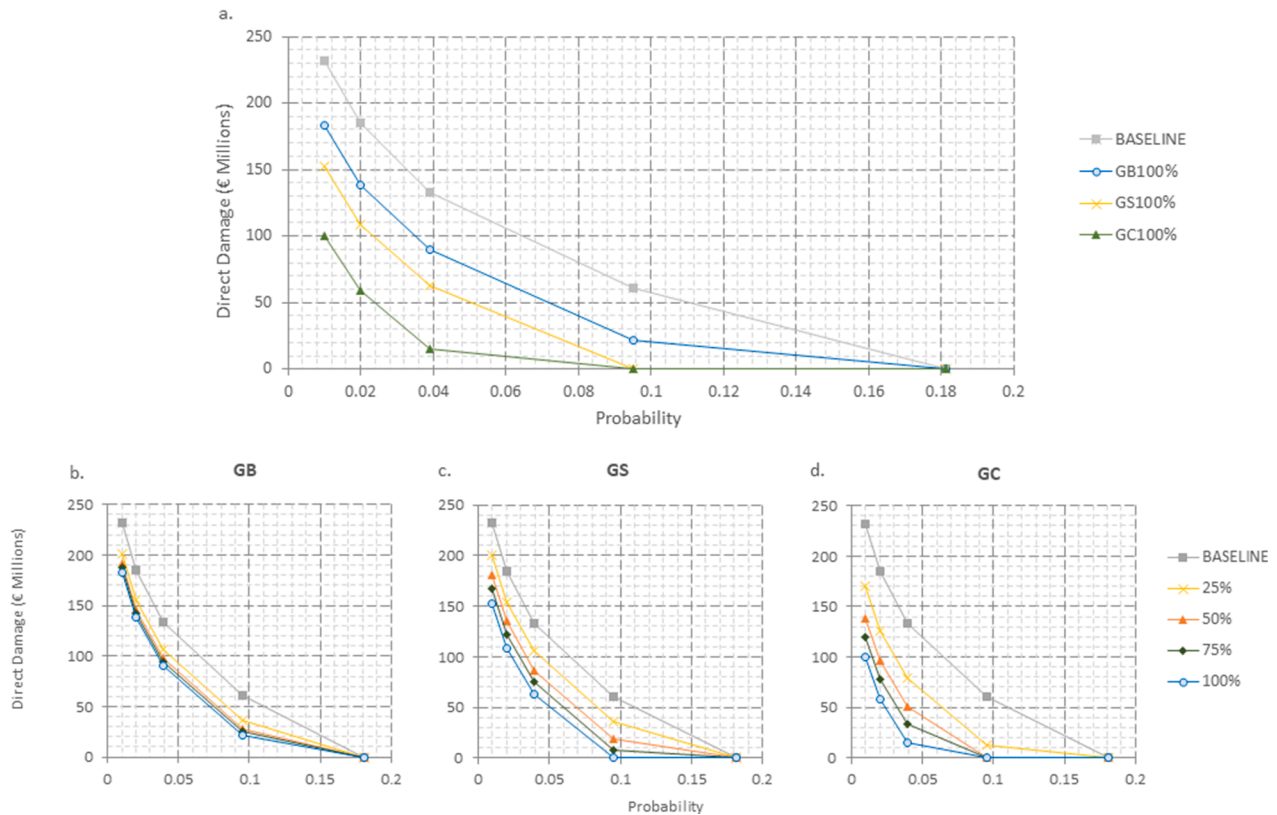 a.
250
200
150
100
50
0
Direct Damage (€ Millions)
0 0.02 0.04 0.06 0.08 0.1 0.12 0.14 0.16 0.18 0.2
Probability
BASELINE
GB100%
GS100%
GC100%
b. GB
250
200
150
100
50
0
Direct Damage (€ Millions)
0 0.05 0.1 0.15 0.2
c. GS
250
200
150
100
50
0
0 0.05 0.1 0.15 0.2
Probability
d. GC
250
200
150
100
50
0
0 0.05 0.1 0.15 0.2
BASELINE
25%
50%
75%
100%